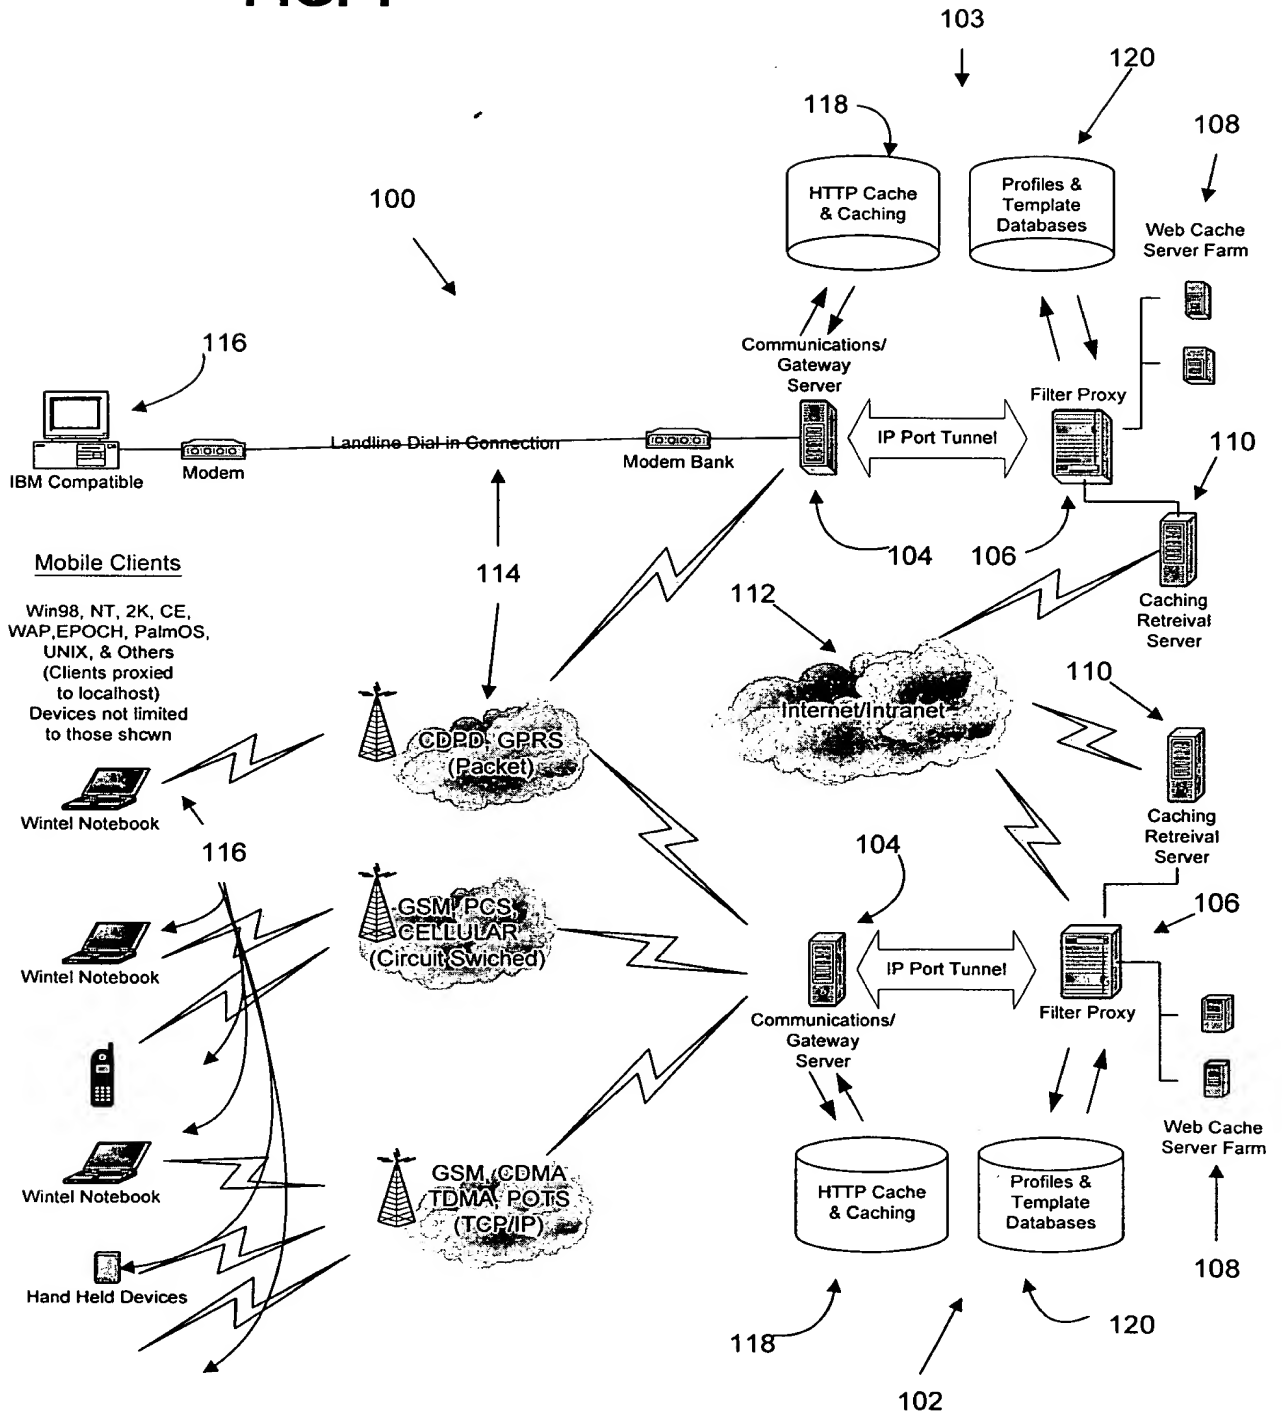 103
120
118
108
HTTP Cache
& Caching
Profiles &
Template
Databases
100
Web Cache
Server Farm
116
Communications/
Gateway
Server
Filter Proxy
Landline Dial in Connection
IP Port Tunnel
110
Modem
Modem Bank
IBM Compatible
104
106
Mobile Clients
114
112
Win98, NT, 2K, CE,
WAP,EPOCH, PalmOS,
UNIX, & Others
(Clients proxied
to localhost)
Devices not limited
to those shcwn
Caching
Retreival
Server
110
Internet/Intranet
CDPD, GPRS
(Packet)
Wintel Notebook
Caching
Retreival
Server
116
104
GSM, PCS,
CELLULAR
(Circuit Swiched)
106
Wintel Notebook
IP Port Tunnel
Communications/
Gateway
Server
Filter Proxy
Web Cache
Server Farm
Wintel Notebook
GSM, CDMA
TDMA, POTS
(TCP/IP)
HTTP Cache
& Caching
Profiles &
Template
Databases
108
Hand Held Devices
118
120
102